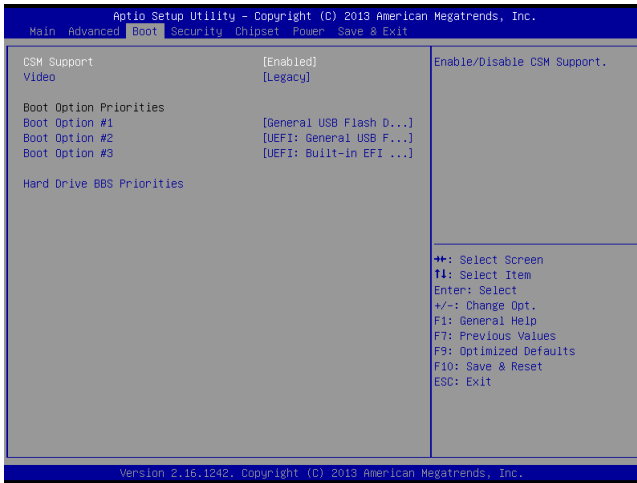 Aptio Setup Utility – Copyright (C) 2013 American Megatrends, Inc.
Main Advanced Boot Security Chipset Power Save & Exit
CSM Support [Enabled]
Video [Legacy]
Boot Option Priorities
Boot Option #1 [General USB Flash D...]
Boot Option #2 [UEFI: General USB F...]
Boot Option #3 [UEFI: Built-in EFI ...]
Hard Drive BBS Priorities
Enable/Disable CSM Support.
→←: Select Screen
↑↓: Select Item
Enter: Select
+/-: Change Opt.
F1: General Help
F7: Previous Values
F9: Optimized Defaults
F10: Save & Reset
ESC: Exit
Version 2.16.1242. Copyright (C) 2013 American Megatrends, Inc.